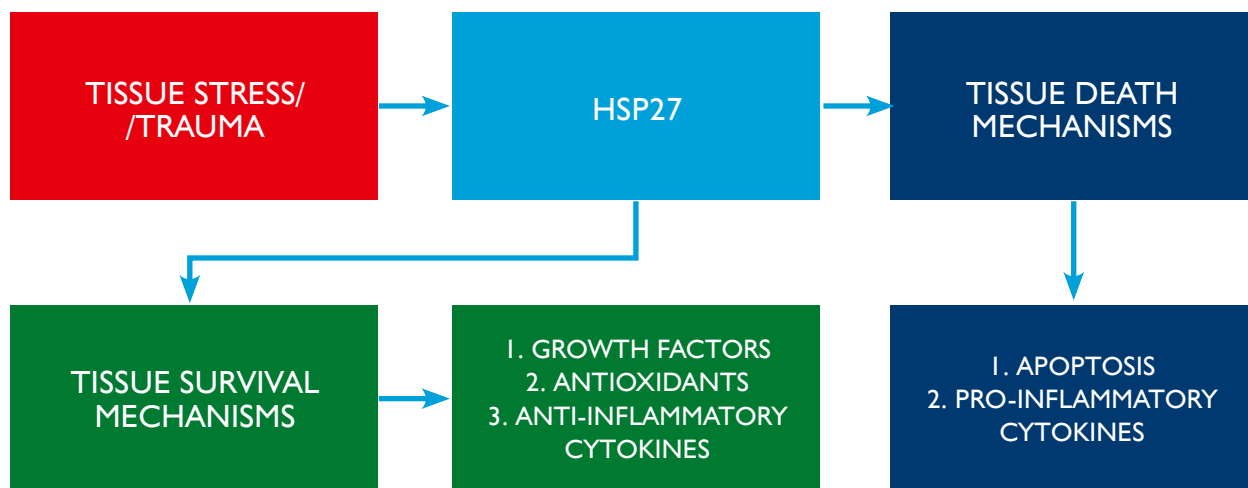 TISSUE STRESS/
/TRAUMA
HSP27
TISSUE DEATH
MECHANISMS
TISSUE SURVIVAL
MECHANISMS
1. GROWTH FACTORS
2. ANTIOXIDANTS
3. ANTI-INFLAMMATORY
CYTOKINES
1. APOPTOSIS
2. PRO-INFLAMMATORY
CYTOKINES